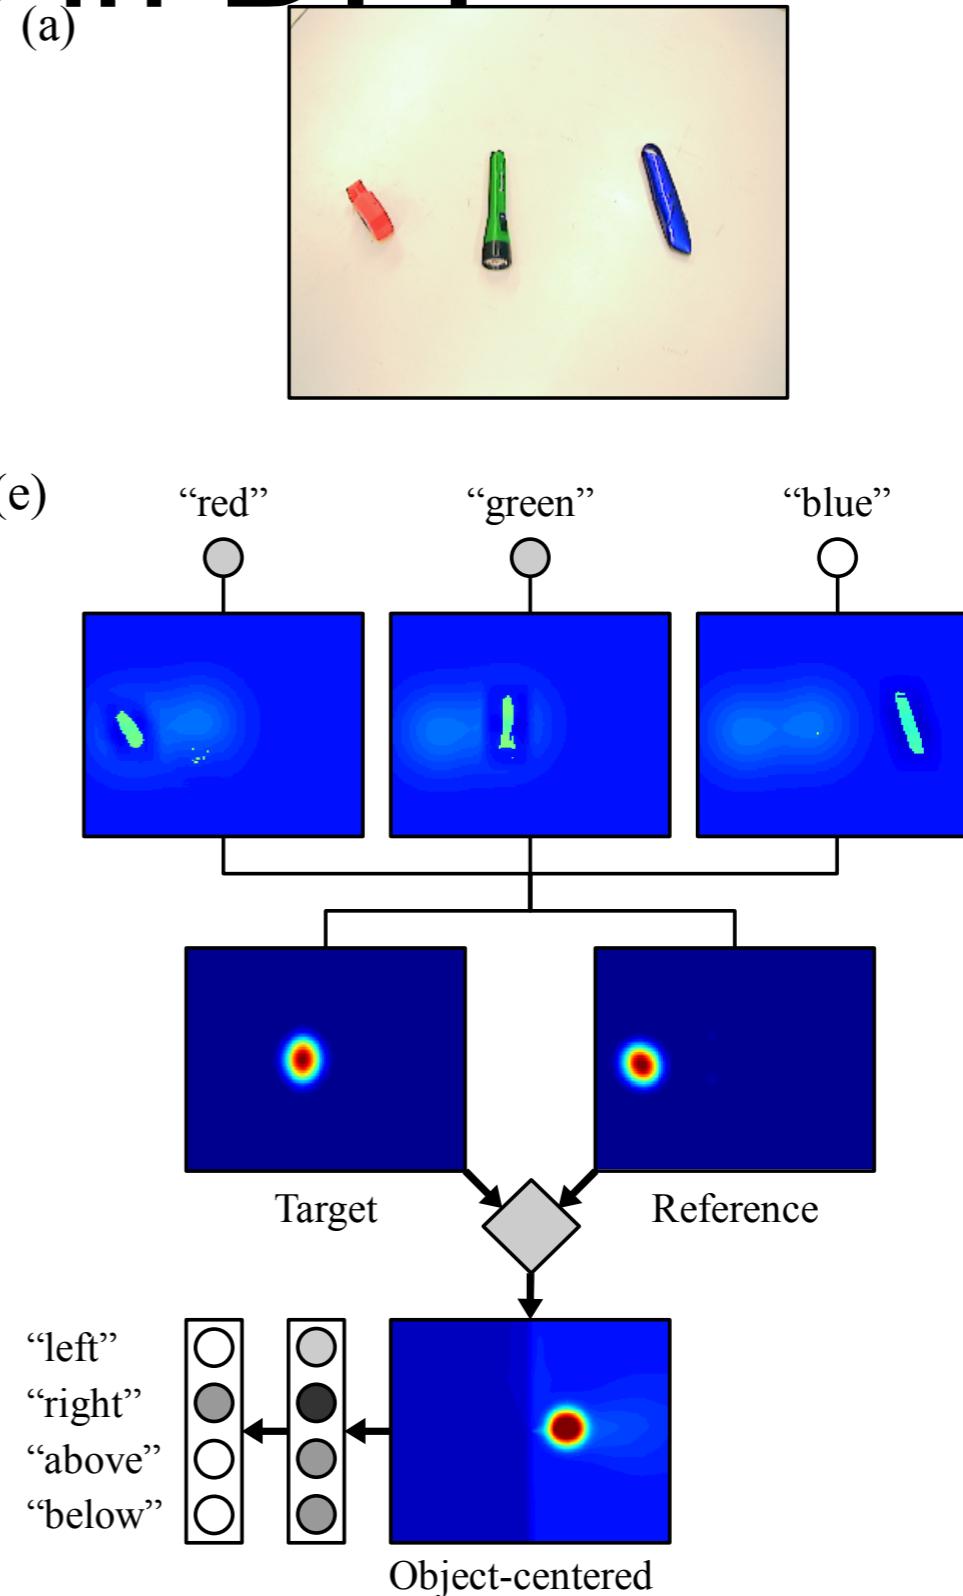 (a)
(e)
“red” “green” “blue”
Target Reference
“left”
“right”
“above”
“below”
Object-centered